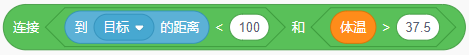 连接 到 目标 的距离 < 100 和 体温 > 37.5